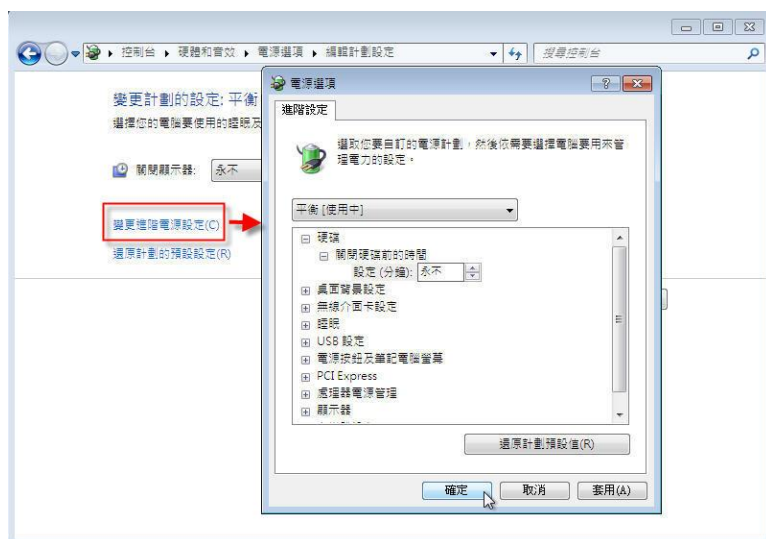 控制台 ▸ 硬體和音效 ▸ 電源選項 ▸ 編輯計劃設定
搜尋控制台
變更計劃的設定: 平衡
選擇您的電腦要使用的睡眠及
關閉顯示器: 永不
變更進階電源設定(C)
還原計劃的預設設定(R)
電源選項
進階設定
選取您要自訂的電源計劃，然後依需要選擇電腦要用來管
理電力的設定。
平衡 [使用中]
硬碟
關閉硬碟前的時間
設定 (分鐘): 永不
桌面背景設定
無線介面卡設定
睡眠
USB 設定
電源按鈕及筆記電腦螢幕
PCI Express
處理器電源管理
顯示器
還原計劃預設值(R)
確定
取消
套用(A)